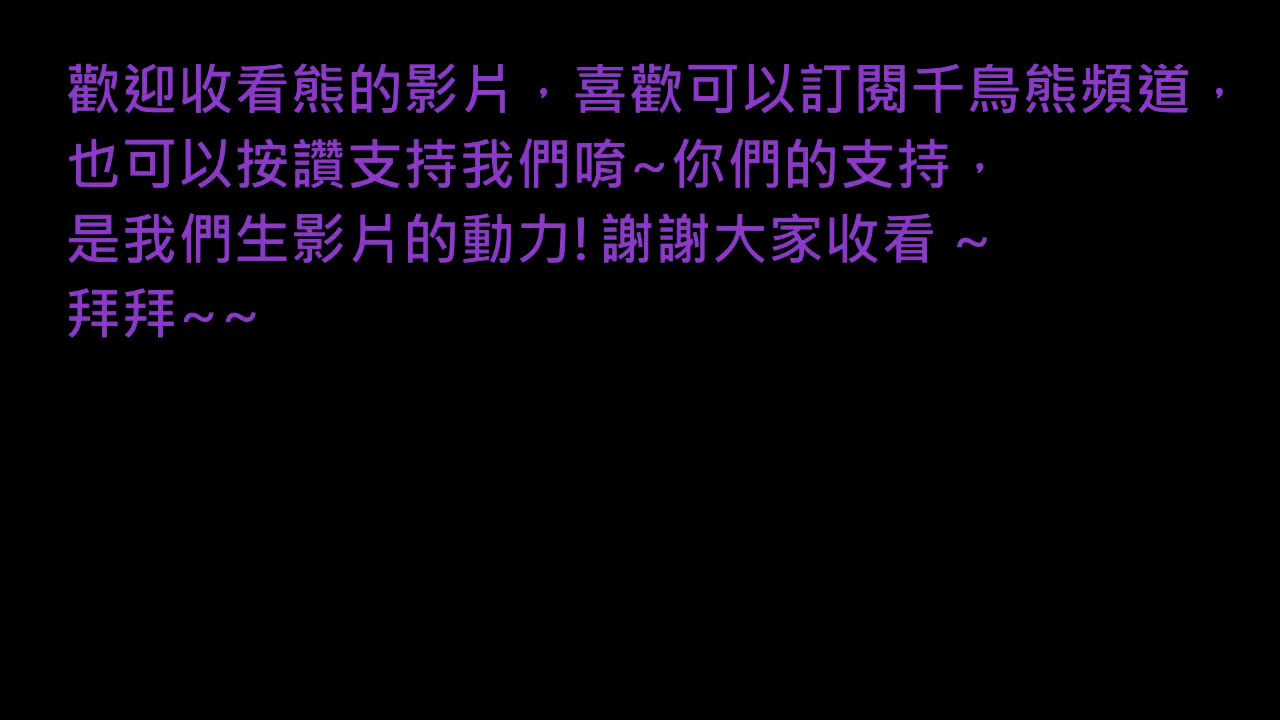 歡迎收看熊的影片，喜歡可以訂閱千鳥熊頻道，
也可以按讚支持我們唷~你們的支持，
是我們生影片的動力!謝謝大家收看 ~
拜拜~~